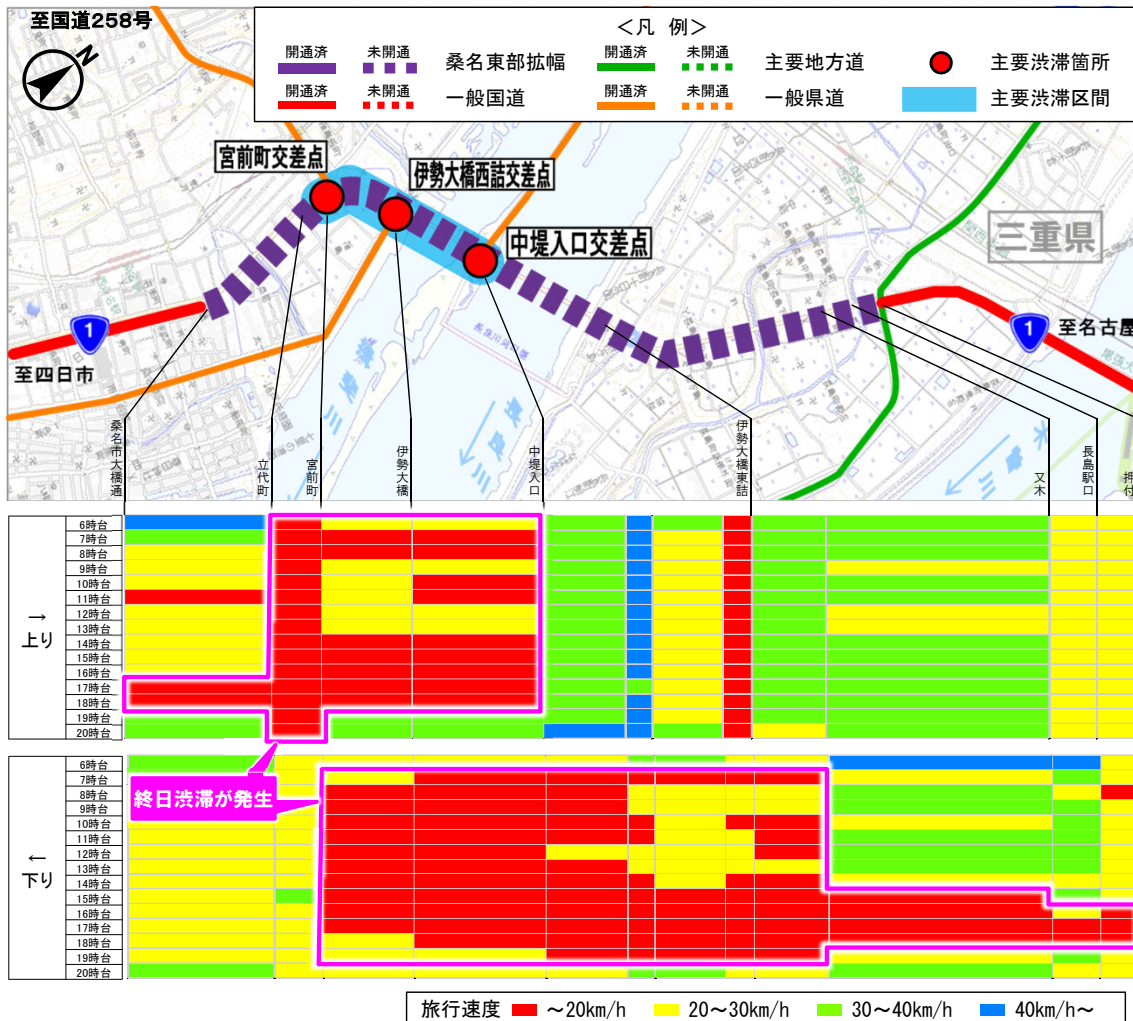 至国道258号
N
＜凡 例＞
開通済 未開通 桑名東部拡幅
開通済 未開通 主要地方道
主要渋滞箇所
開通済 未開通 一般国道
開通済 未開通 一般県道
主要渋滞区間
宮前町交差点
伊勢大橋西詰交差点
中堤入口交差点
三重県
1
至四日市
1
至名古屋
桑名市大橋通
立代町
宮前町
伊勢大橋
中堤入口
伊勢大橋東詰
又木
長島駅口
押付
→
上り
6時台
7時台
8時台
9時台
10時台
11時台
12時台
13時台
14時台
15時台
16時台
17時台
18時台
19時台
20時台
終日渋滞が発生
←
下り
6時台
7時台
8時台
9時台
10時台
11時台
12時台
13時台
14時台
15時台
16時台
17時台
18時台
19時台
20時台
旅行速度 ～20km/h 20～30km/h 30～40km/h 40km/h～